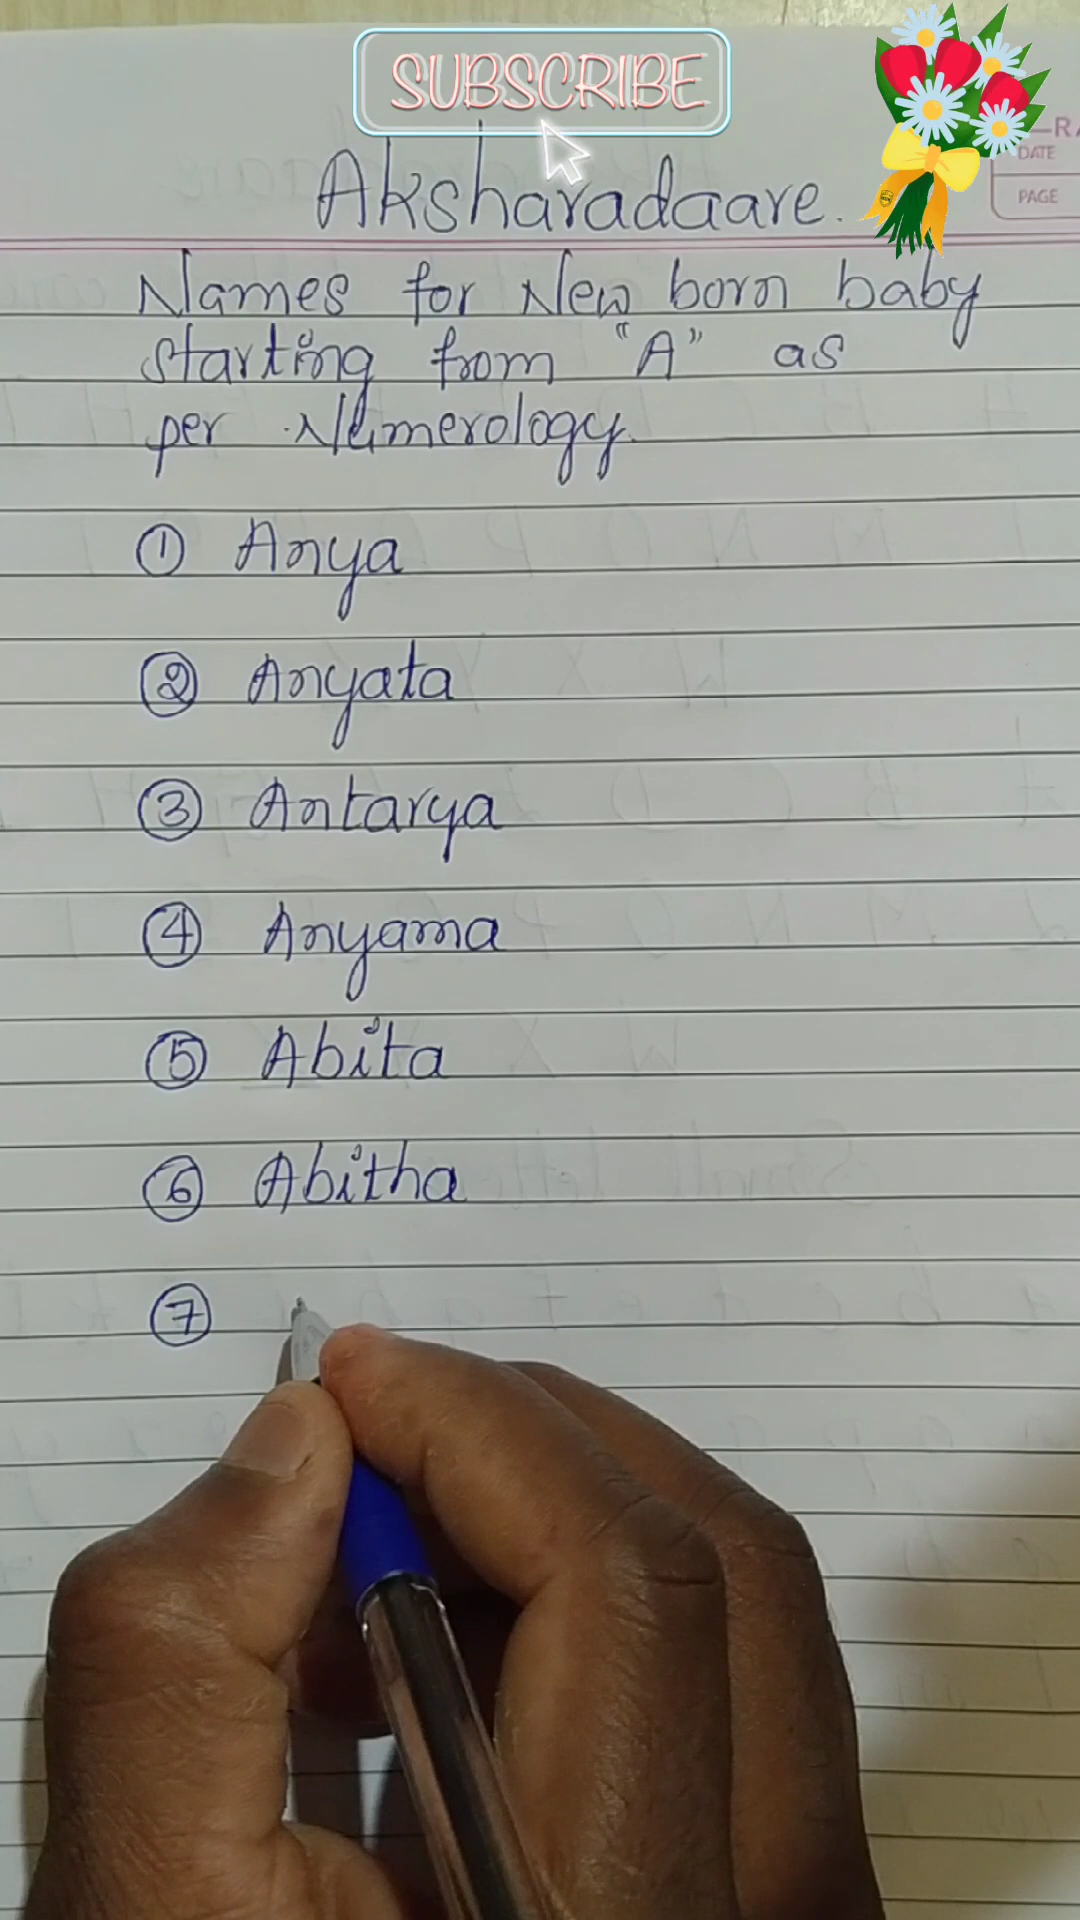 SUBSCRIBE
RA
DATE
PAGE
Aksharadaare.
Names for New born baby
starting from "A" as
per Numerology.
① Anya
② Anyata
③ Antarya
④ Anyama
⑤ Abita
⑥ Abitha
⑦